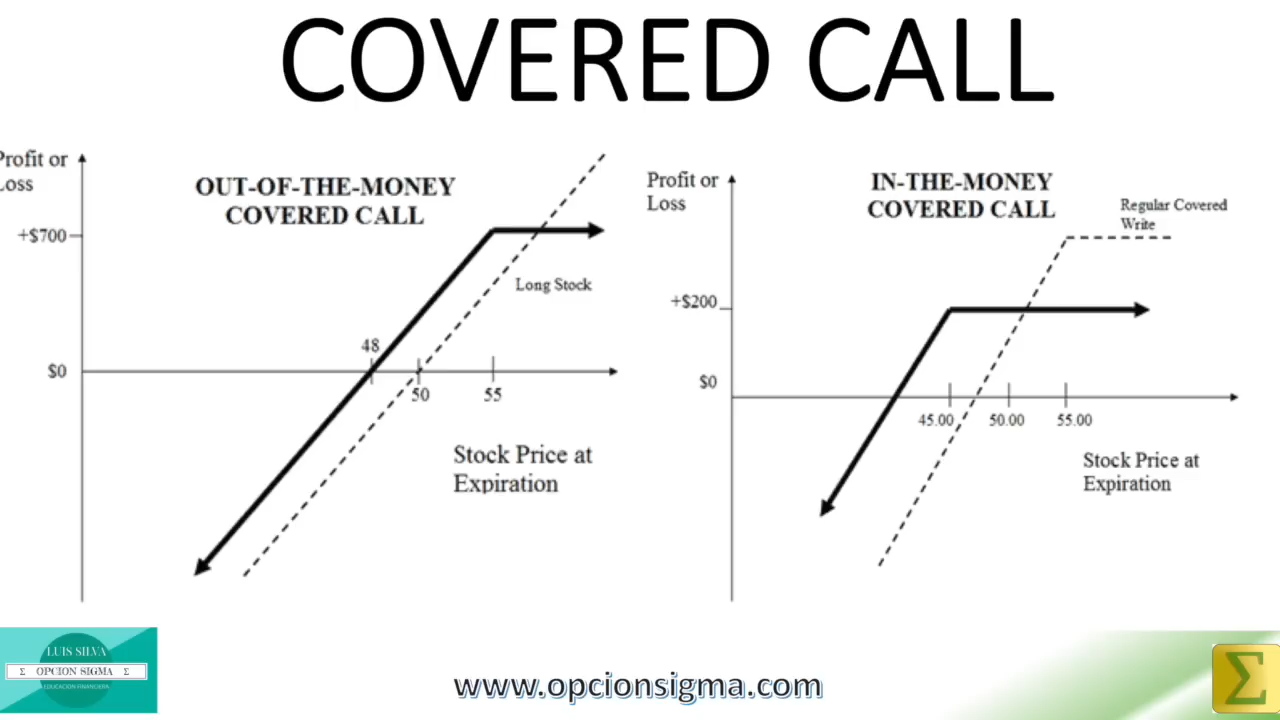 COVERED CALL
Profit or
Loss
OUT-OF-THE-MONEY
COVERED CALL
+$700
Long Stock
48
$0
50
55
Stock Price at
Expiration
Profit or
Loss
IN-THE-MONEY
COVERED CALL
Regular Covered
Write
+$200
$0
45.00
50.00
55.00
Stock Price at
Expiration
LUIS SILVA
Σ OPCION SIGMA Σ
EDUCACION FINANCIERA
www.opcionsigma.com
Σ